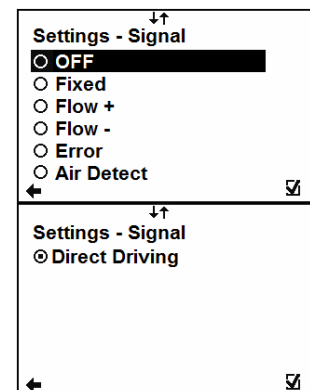 Settings - Signal
OFF
Fixed
Flow +
Flow -
Error
Air Detect
Settings - Signal
Direct Driving